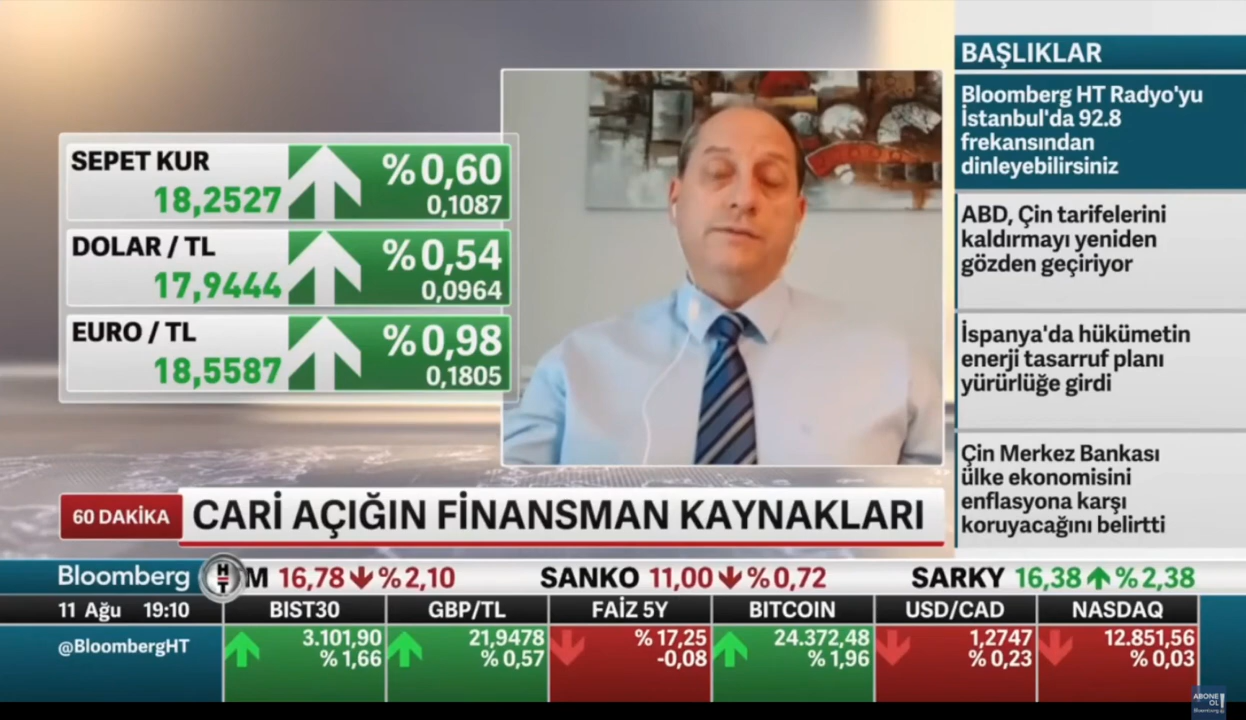 SEPET KUR
18,2527
%0,60
0,1087
DOLAR / TL
17,9444
%0,54
0,0964
EURO / TL
18,5587
%0,98
0,1805
BAŞLIKLAR
Bloomberg HT Radyo'yu
İstanbul'da 92.8
frekansından
dinleyebilirsiniz
ABD, Çin tarifelerini
kaldırmayı yeniden
gözden geçiriyor
İspanya'da hükümetin
enerji tasarruf planı
yürürlüğe girdi
Çin Merkez Bankası
ülke ekonomisini
enflasyona karşı
koruyacağını belirtti
60 DAKİKA
CARİ AÇIĞIN FİNANSMAN KAYNAKLARI
Bloomberg HT
M 16,78 %2,10 SANKO 11,00 %0,72 SARKY 16,38 %2,38
11 Ağu 19:10 BIST30 GBP/TL FAİZ 5Y BITCOIN USD/CAD NASDAQ
@BloombergHT 3.101,90 21,9478 % 17,25 24.372,48 1,2747 12.851,56
% 1,66 % 0,57 -0,08 % 1,96 % 0,23 % 0,03
ABONE
OL
Bloomberg